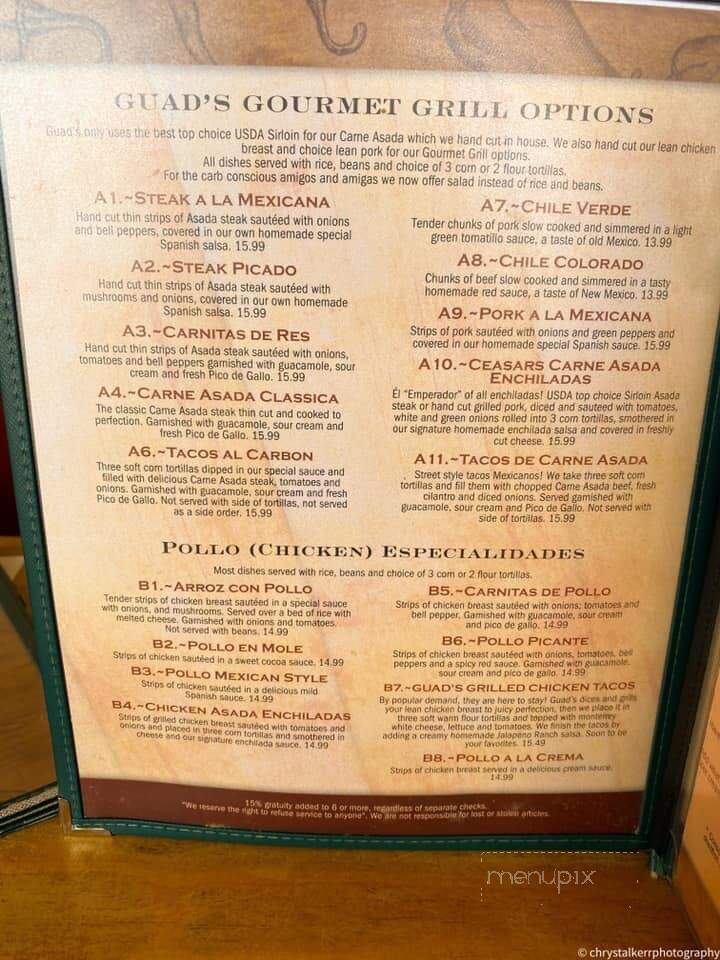 GUAD'S GOURMET GRILL OPTIONS
Guad's only uses the best top choice USDA Sirloin for our Carne Asada which we hand cut in house. We also hand cut our lean chicken
breast and choice lean pork for our Gourmet Grill options.
All dishes served with rice, beans and choice of 3 corn or 2 flour tortillas.
For the carb conscious amigos and amigas we now offer salad instead of rice and beans.
A1.~STEAK A LA MEXICANA
Hand cut thin strips of Asada steak sautéed with onions
and bell peppers, covered in our own homemade special
Spanish salsa. 15.99
A2.~STEAK PICADO
Hand cut thin strips of Asada steak sautéed with
mushrooms and onions, covered in our own homemade
Spanish salsa. 15.99
A3.~CARNITAS DE RES
Hand cut thin strips of Asada steak sautéed with onions,
tomatoes and bell peppers garnished with guacamole, sour
cream and fresh Pico de Gallo. 15.99
A4.~CARNE ASADA CLASSICA
The classic Carne Asada steak thin cut and cooked to
perfection. Garnished with guacamole, sour cream and
fresh Pico de Gallo. 15.99
A6.~TACOS AL CARBON
Three soft corn tortillas dipped in our special sauce and
filled with delicious Carne Asada steak, tomatoes and
onions. Garnished with guacamole, sour cream and fresh
Pico de Gallo. Not served with side of tortillas, not served
as a side order. 15.99
A7.~CHILE VERDE
Tender chunks of pork slow cooked and simmered in a light
green tomatillo sauce, a taste of old Mexico. 13.99
A8.~CHILE COLORADO
Chunks of beef slow cooked and simmered in a tasty
homemade red sauce, a taste of New Mexico. 13.99
A9.~PORK A LA MEXICANA
Strips of pork sautéed with onions and green peppers and
covered in our homemade special Spanish sauce. 15.99
A10.~CEASARS CARNE ASADA
ENCHILADAS
Él "Emperador" of all enchiladas! USDA top choice Sirloin Asada
steak or hand cut grilled pork, diced and sauteed with tomatoes,
white and green onions rolled into 3 corn tortillas, smothered in
our signature homemade enchilada salsa and covered in freshly
cut cheese. 15.99
A11.~TACOS DE CARNE ASADA
Street style tacos Mexicanos! We take three soft corn
tortillas and fill them with chopped Carne Asada beef, fresh
cilantro and diced onions. Served garnished with
guacamole, sour cream and Pico de Gallo. Not served with
side of tortillas. 15.99
POLLO (CHICKEN) ESPECIALIDADES
Most dishes served with rice, beans and choice of 3 corn or 2 flour tortillas.
B1.~ARROZ CON POLLO
Tender strips of chicken breast sautéed in a special sauce
with onions, and mushrooms. Served over a bed of rice with
melted cheese. Garnished with onions and tomatoes.
Not served with beans. 14.99
B2.~POLLO EN MOLE
Strips of chicken sautéed in a sweet cocoa sauce. 14.99
B3.~POLLO MEXICAN STYLE
Strips of chicken sautéed in a delicious mild
Spanish sauce. 14.99
B4.~CHICKEN ASADA ENCHILADAS
Strips of grilled chicken breast sautéed with tomatoes and
onions and placed in three corn tortillas and smothered in
cheese and our signature enchilada sauce. 14.99
B5.~CARNITAS DE POLLO
Strips of chicken breast sautéed with onions, tomatoes and
bell pepper. Garnished with guacamole, sour cream
and pico de gallo. 14.99
B6.~POLLO PICANTE
Strips of chicken breast sautéed with onions, tomatoes, bell
peppers and a spicy red sauce. Garnished with guacamole,
sour cream and pico de gallo. 14.99
B7.~GUAD'S GRILLED CHICKEN TACOS
By popular demand, they are here to stay! Guad's dices and grills
your lean chicken breast to juicy perfection, then we place it in
three soft warm flour tortillas and topped with monterrey
white cheese, lettuce and tomatoes. We finish the tacos by
adding a creamy homemade Jalapeno Ranch salsa. Soon to be
your favorites. 15.49
B8.~POLLO A LA CREMA
Strips of chicken breast served in a delicious cream sauce.
14.99
15% gratuity added to 6 or more, regardless of separate checks.
"We reserve the right to refuse service to anyone". We are not responsible for lost or stolen articles.
menupix
© chrystalkerrphotography